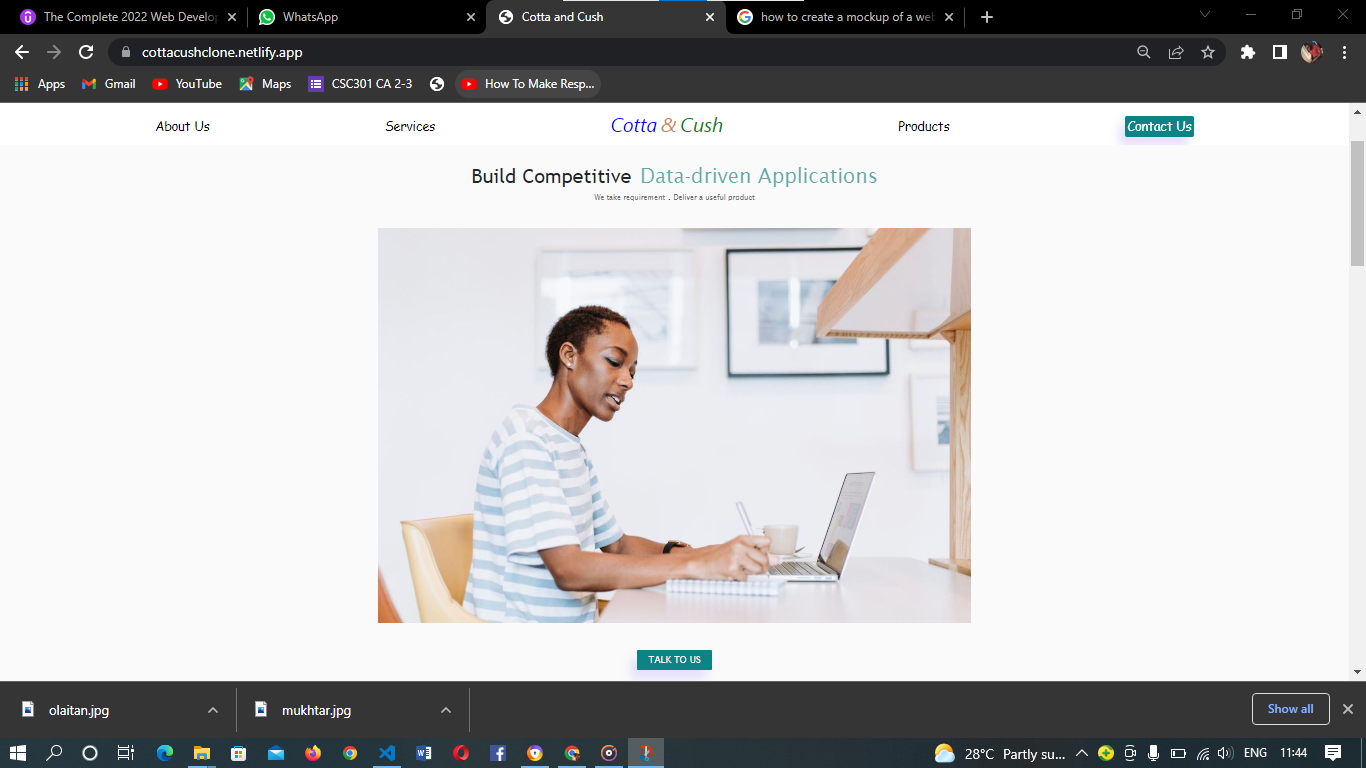 The Complete 2022 Web Develop
WhatsApp
Cotta and Cush
how to create a mockup of a web
cottacushclone.netlify.app
Apps
Gmail
YouTube
Maps
CSC301 CA 2-3
How To Make Resp...
About Us
Services
Cotta & Cush
Products
Contact Us
Build Competitive Data-driven Applications
We take requirement . Deliver a useful product
TALK TO US
olaitan.jpg
mukhtar.jpg
Show all
28°C Partly su...
ENG
11:44